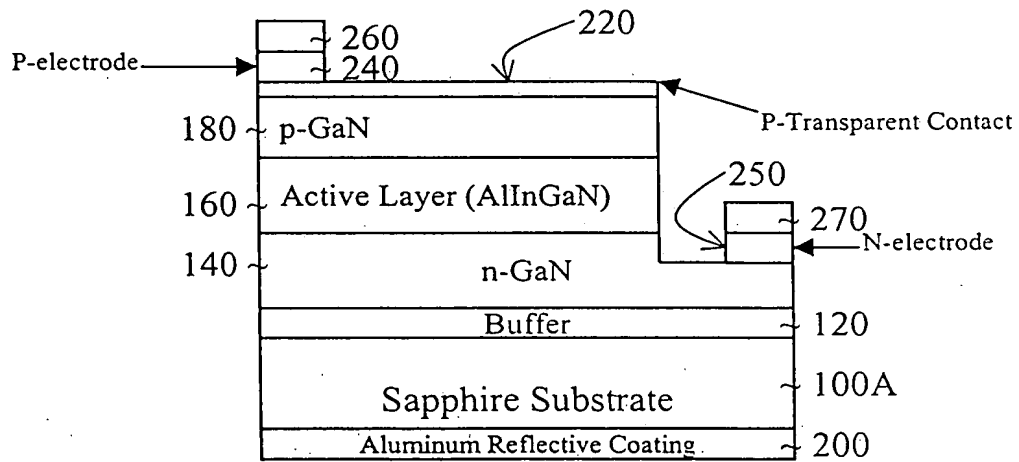 260
220
P-electrode
240
180
p-GaN
P-Transparent Contact
160
Active Layer (AlInGaN)
250
270
N-electrode
140
n-GaN
Buffer
120
Sapphire Substrate
100A
Aluminum Reflective Coating
200